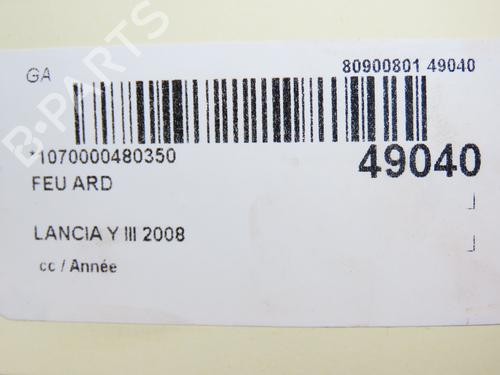 GA
80900801 49040
*1070000480350
49040
FEU ARD
LANCIA Y III 2008
cc / Année
B-PARTS